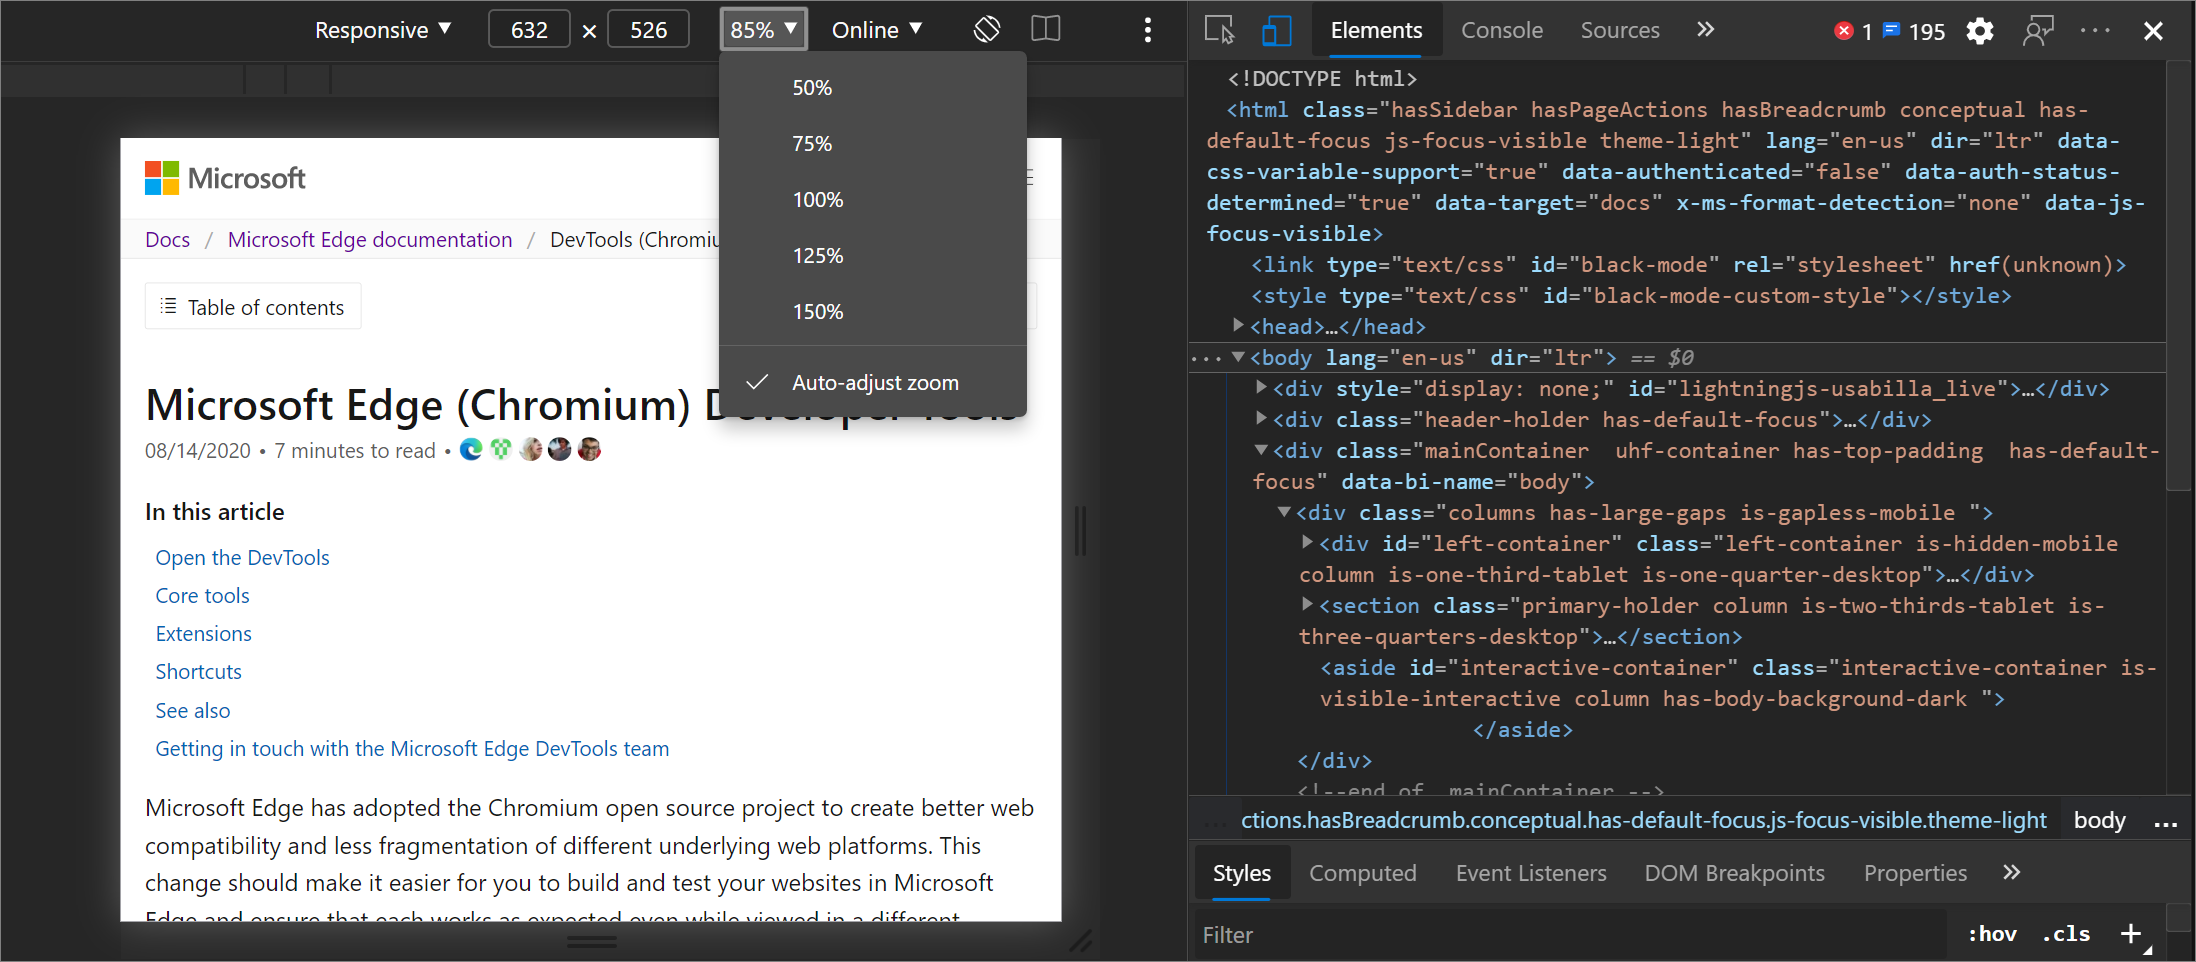 Responsive ▼ 632 × 526 85% ▼ Online ▼
50%
75%
100%
125%
150%
Auto-adjust zoom
Microsoft
Docs / Microsoft Edge documentation / DevTools (Chromiu
Table of contents
Microsoft Edge (Chromium) Developer Tools
08/14/2020 • 7 minutes to read •
In this article
Open the DevTools
Core tools
Extensions
Shortcuts
See also
Getting in touch with the Microsoft Edge DevTools team
Microsoft Edge has adopted the Chromium open source project to create better web
compatibility and less fragmentation of different underlying web platforms. This
change should make it easier for you to build and test your websites in Microsoft
Edge and ensure that each works as expected even while viewed in a different
Elements Console Sources » 1 195 ···
<!DOCTYPE html>
<html class="hasSidebar hasPageActions hasBreadcrumb conceptual has-
default-focus js-focus-visible theme-light" lang="en-us" dir="ltr" data-
css-variable-support="true" data-authenticated="false" data-auth-status-
determined="true" data-target="docs" x-ms-format-detection="none" data-js-
focus-visible>
<link type="text/css" id="black-mode" rel="stylesheet" href(unknown)>
<style type="text/css" id="black-mode-custom-style"></style>
<head>…</head>
··· <body lang="en-us" dir="ltr"> == $0
<div style="display: none;" id="lightningjs-usabilla_live">…</div>
<div class="header-holder has-default-focus">…</div>
<div class="mainContainer  uhf-container has-top-padding  has-default-
focus" data-bi-name="body">
<div class="columns has-large-gaps is-gapless-mobile ">
<div id="left-container" class="left-container is-hidden-mobile
column is-one-third-tablet is-one-quarter-desktop">…</div>
<section class="primary-holder column is-two-thirds-tablet is-
three-quarters-desktop">…</section>
<aside id="interactive-container" class="interactive-container is-
visible-interactive column has-body-background-dark ">
</aside>
</div>
<!--end of  mainContainer -->
... ctions.hasBreadcrumb.conceptual.has-default-focus.js-focus-visible.theme-light body ...
Styles Computed Event Listeners DOM Breakpoints Properties »
Filter :hov .cls +